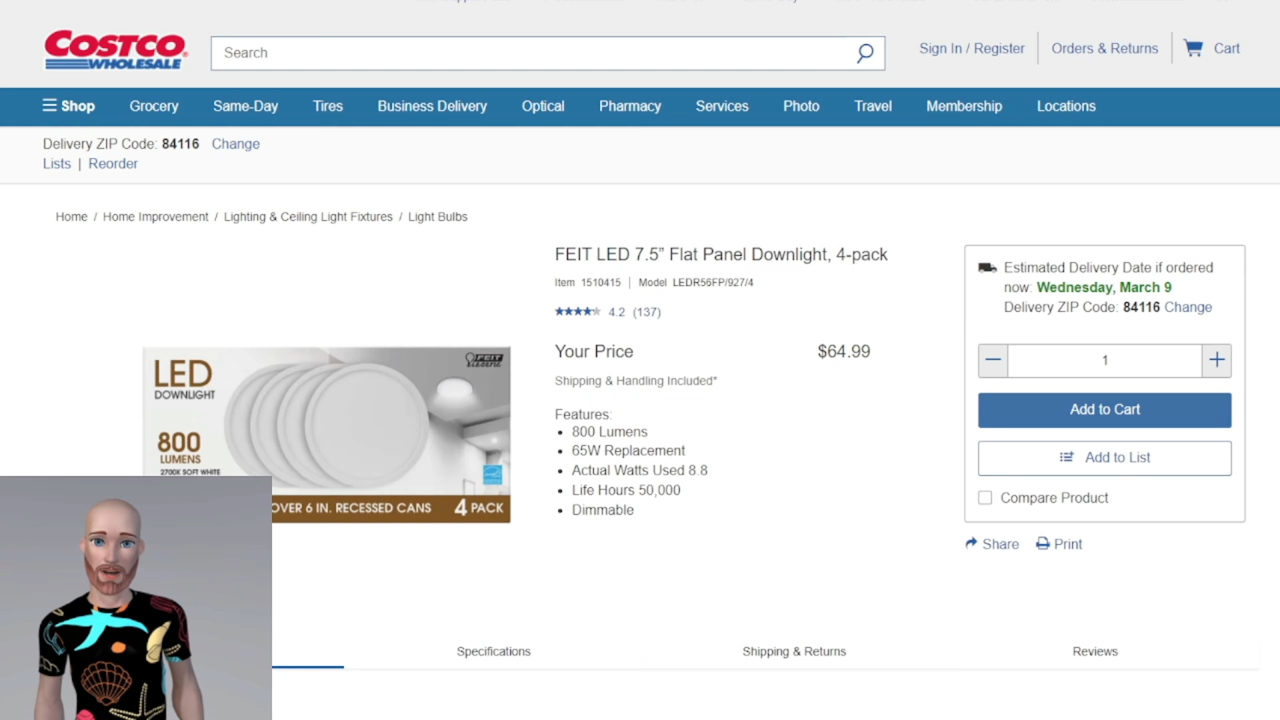 COSTCO
WHOLESALE
Search
Sign In / Register
Orders & Returns
Cart
Shop
Grocery
Same-Day
Tires
Business Delivery
Optical
Pharmacy
Services
Photo
Travel
Membership
Locations
Delivery ZIP Code: 84116 Change
Lists | Reorder
Home / Home Improvement / Lighting & Ceiling Light Fixtures / Light Bulbs
LED
DOWNLIGHT
800
LUMENS
2700K SOFT WHITE
FEIT
ELECTRIC
OVER 6 IN. RECESSED CANS
4 PACK
FEIT LED 7.5” Flat Panel Downlight, 4-pack
Item 1510415 | Model LEDR56FP/927/4
4.2 (137)
Your Price $64.99
Shipping & Handling Included*
Features:
• 800 Lumens
• 65W Replacement
• Actual Watts Used 8.8
• Life Hours 50,000
• Dimmable
Estimated Delivery Date if ordered
now: Wednesday, March 9
Delivery ZIP Code: 84116 Change
1
Add to Cart
Add to List
Compare Product
Share
Print
Specifications
Shipping & Returns
Reviews